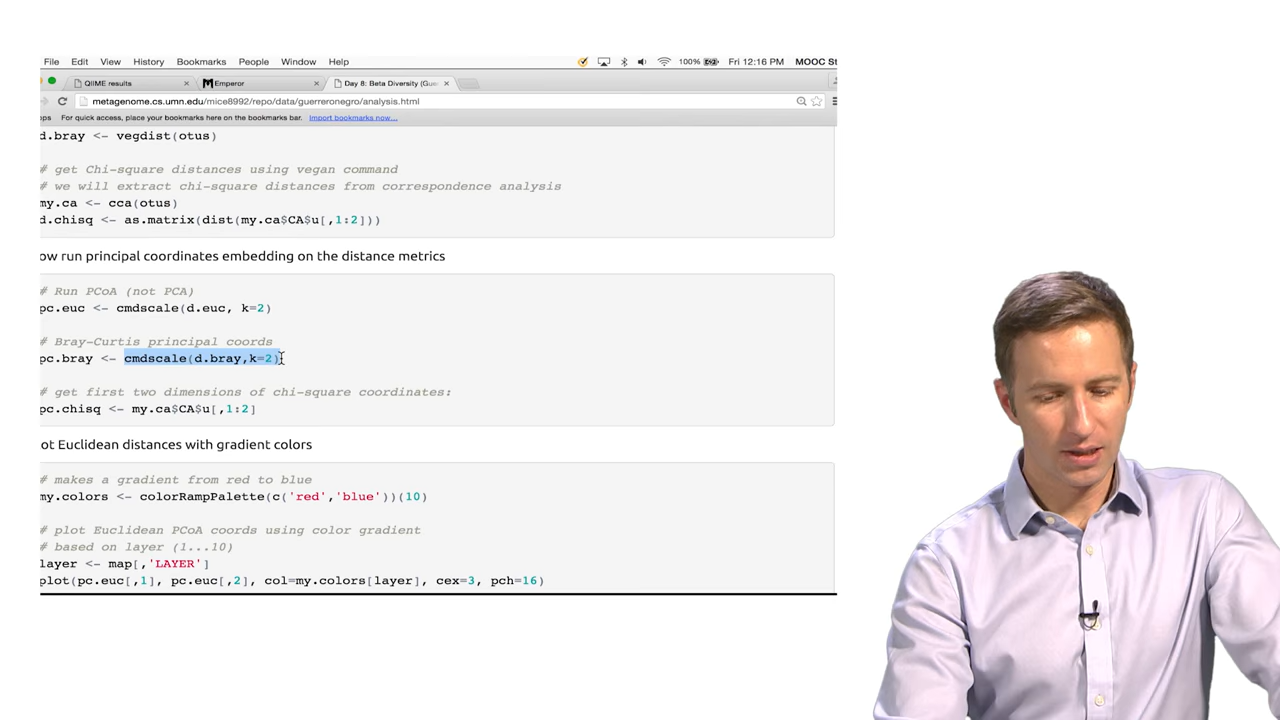 File Edit View History Bookmarks People Window Help 100% Fri 12:16 PM MOOC St
QIIME results × Emperor × Day 8: Beta Diversity (Gue ×
metagenome.cs.umn.edu/mice8992/repo/data/guerreronegro/analysis.html
ops For quick access, place your bookmarks here on the bookmarks bar. Import bookmarks now...
d.bray <- vegdist(otus)
# get Chi-square distances using vegan command
# we will extract chi-square distances from correspondence analysis
my.ca <- cca(otus)
d.chisq <- as.matrix(dist(my.ca$CA$u[,1:2]))
ow run principal coordinates embedding on the distance metrics
# Run PCoA (not PCA)
pc.euc <- cmdscale(d.euc, k=2)
# Bray-Curtis principal coords
pc.bray <- cmdscale(d.bray,k=2)
# get first two dimensions of chi-square coordinates:
pc.chisq <- my.ca$CA$u[,1:2]
ot Euclidean distances with gradient colors
# makes a gradient from red to blue
my.colors <- colorRampPalette(c('red','blue'))(10)
# plot Euclidean PCoA coords using color gradient
# based on layer (1...10)
layer <- map[,'LAYER']
plot(pc.euc[,1], pc.euc[,2], col=my.colors[layer], cex=3, pch=16)